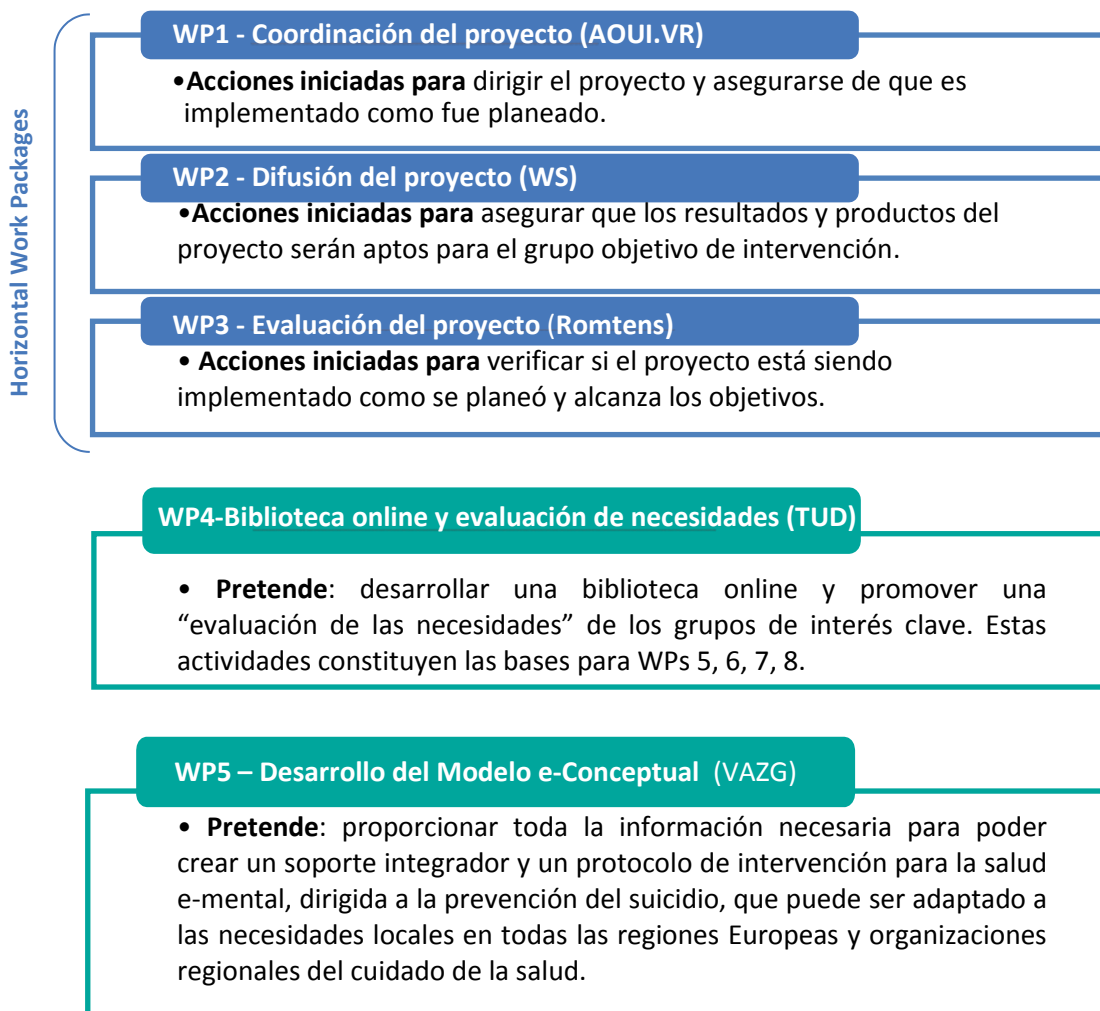 Horizontal Work Packages
WP1 - Coordinación del proyecto (AOUI.VR)
•Acciones iniciadas para dirigir el proyecto y asegurarse de que es
implementado como fue planeado.
WP2 - Difusión del proyecto (WS)
•Acciones iniciadas para asegurar que los resultados y productos del
proyecto serán aptos para el grupo objetivo de intervención.
WP3 - Evaluación del proyecto (Romtens)
• Acciones iniciadas para verificar si el proyecto está siendo
implementado como se planeó y alcanza los objetivos.
WP4-Biblioteca online y evaluación de necesidades (TUD)
• Pretende: desarrollar una biblioteca online y promover una
“evaluación de las necesidades” de los grupos de interés clave. Estas
actividades constituyen las bases para WPs 5, 6, 7, 8.
WP5 – Desarrollo del Modelo e-Conceptual (VAZG)
• Pretende: proporcionar toda la información necesaria para poder
crear un soporte integrador y un protocolo de intervención para la salud
e-mental, dirigida a la prevención del suicidio, que puede ser adaptado a
las necesidades locales en todas las regiones Europeas y organizaciones
regionales del cuidado de la salud.